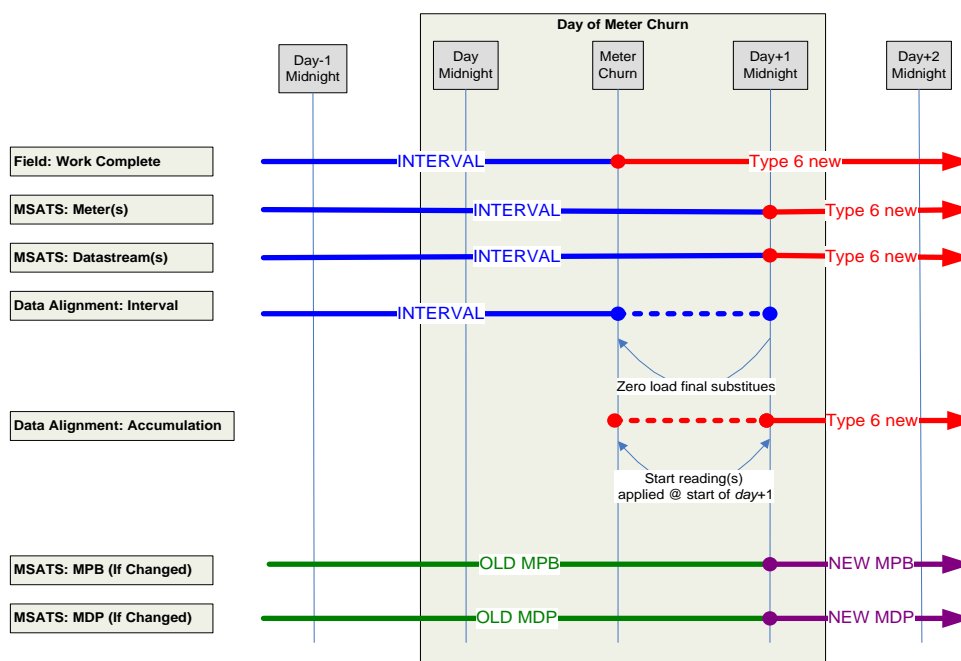 Day of Meter Churn
Day-1
Midnight
Day
Midnight
Meter
Churn
Day+1
Midnight
Day+2
Midnight
Field: Work Complete
INTERVAL
Type 6 new
MSATS: Meter(s)
INTERVAL
Type 6 new
MSATS: Datastream(s)
INTERVAL
Type 6 new
Data Alignment: Interval
INTERVAL
Zero load final substitues
Data Alignment: Accumulation
Type 6 new
Start reading(s)
applied @ start of day+1
MSATS: MPB (If Changed)
OLD MPB
NEW MPB
MSATS: MDP (If Changed)
OLD MDP
NEW MDP